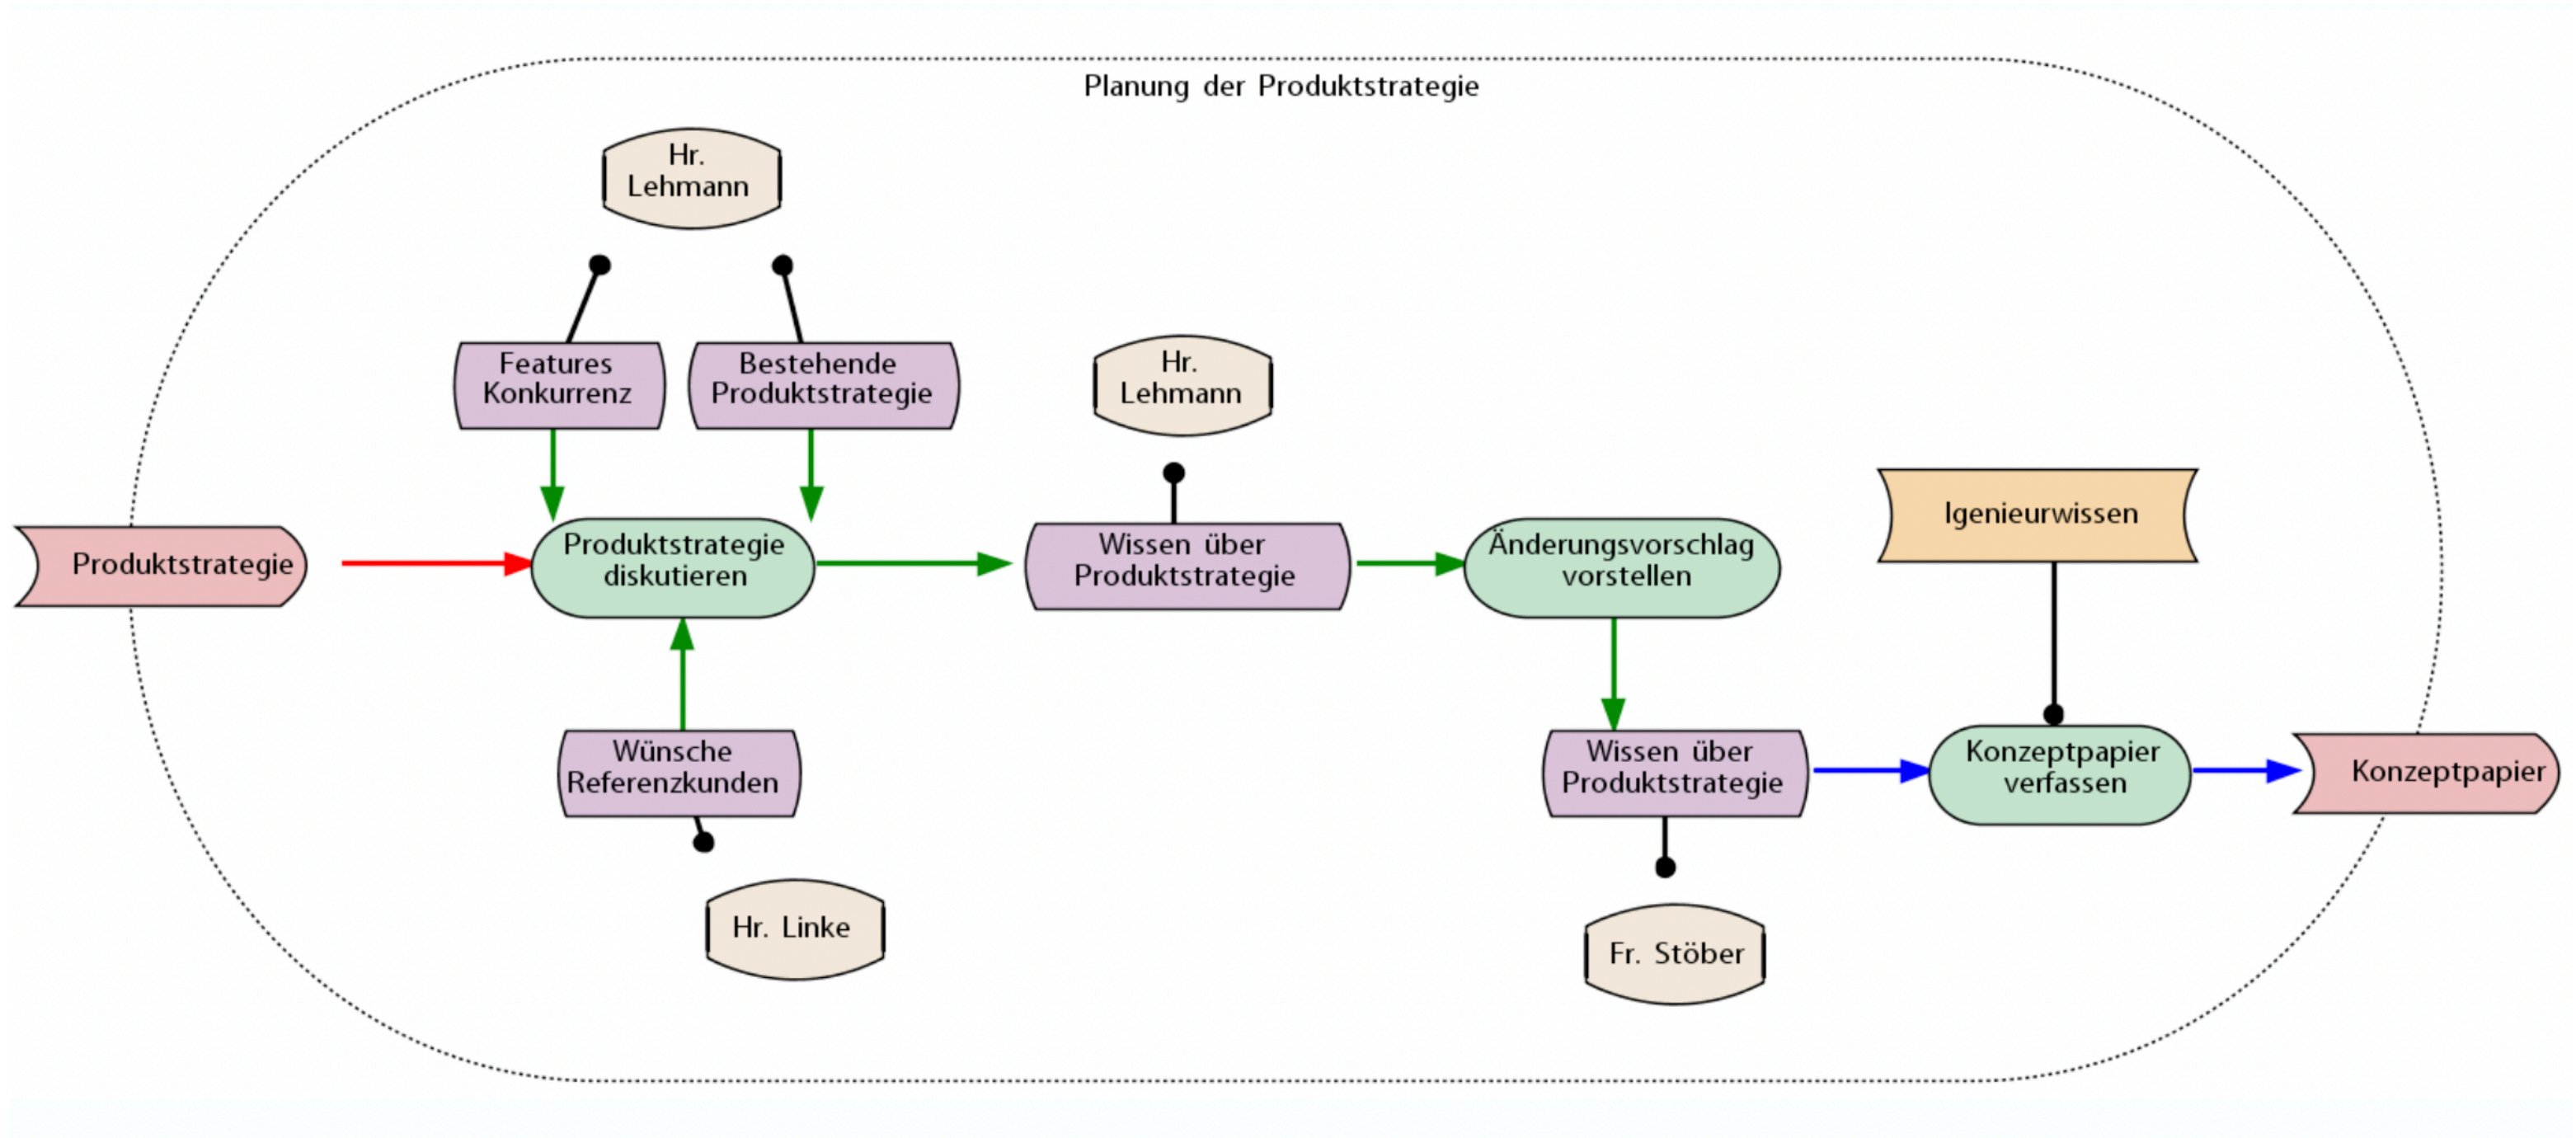 Planung der Produktstrategie
Hr.
Lehmann
Features
Konkurrenz
Bestehende
Produktstrategie
Hr.
Lehmann
Igenieurwissen
Produktstrategie
Produktstrategie
diskutieren
Wissen über
Produktstrategie
Änderungsvorschlag
vorstellen
Wünsche
Referenzkunden
Wissen über
Produktstrategie
Konzeptpapier
verfassen
Konzeptpapier
Hr. Linke
Fr. Stöber